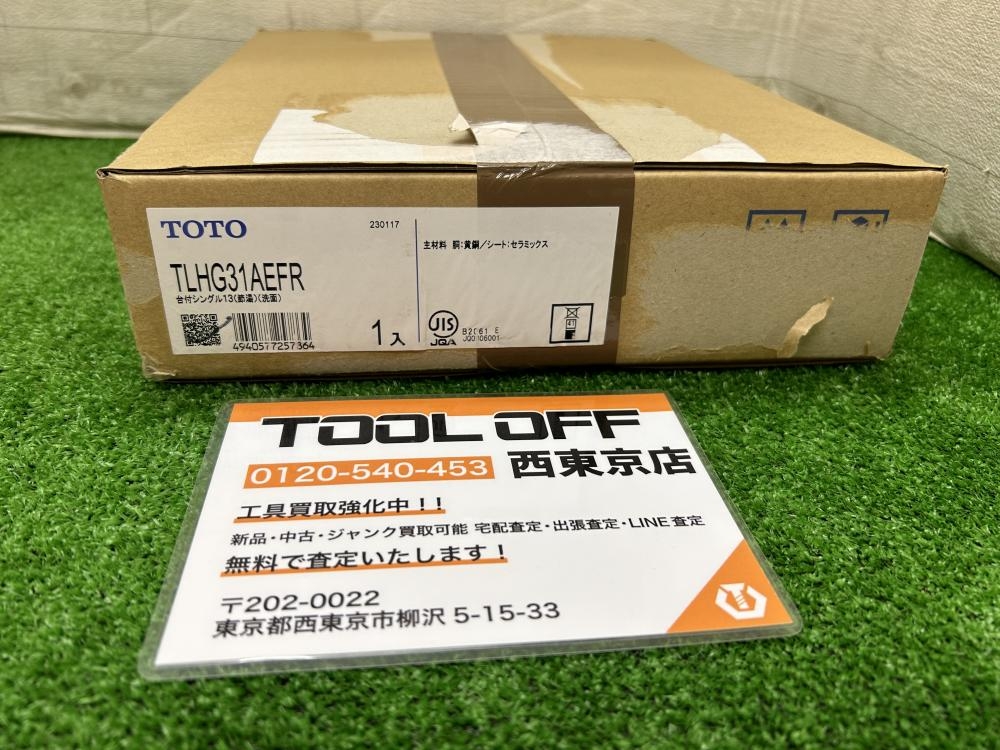 TOTO
230117
TLHG31AEFR
台付シングル13(節湯)(洗面)
4940577257364
1入
主材料 胴:黄銅/シート:セラミックス
JIS
JQA
B2061 E
JQ0106001
41
TOOL OFF
0120-540-453 西東京店
工具買取強化中!!
新品・中古・ジャンク買取可能 宅配査定・出張査定・LINE査定
無料で査定いたします!
〒202-0022
東京都西東京市柳沢 5-15-33